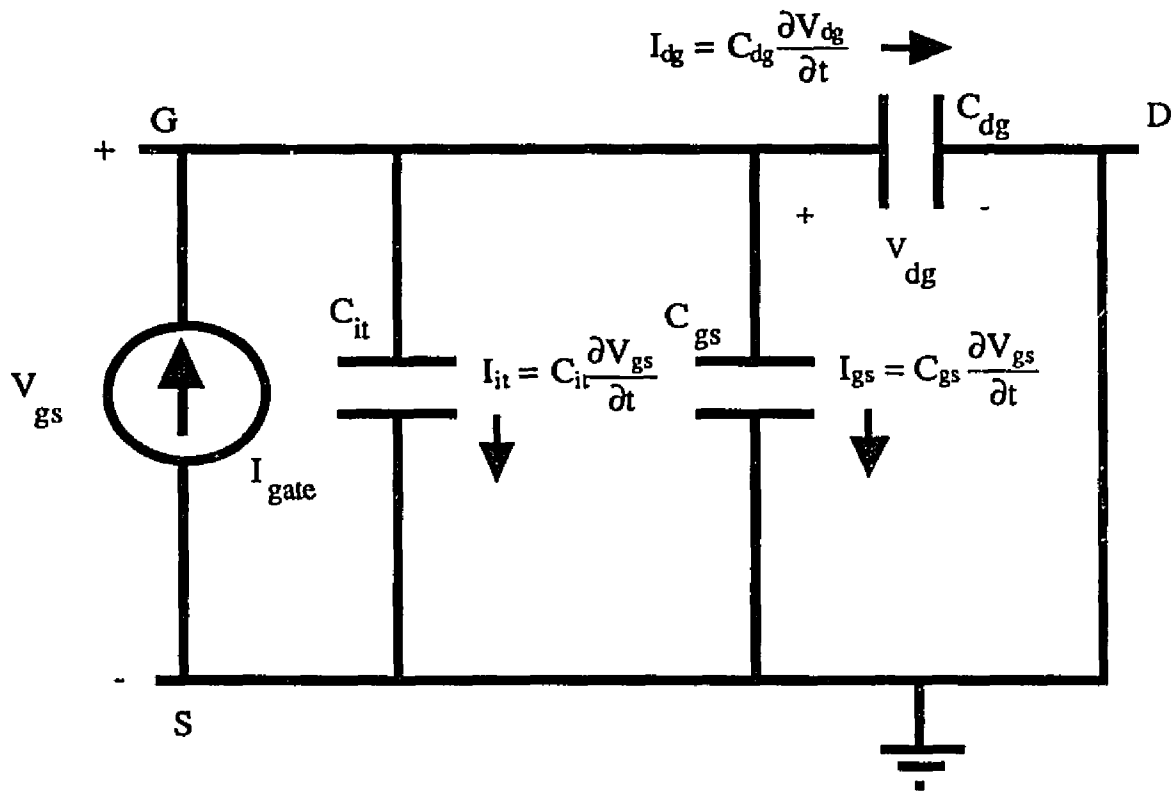 I_dg = C_dg ∂V_dg/∂t
G
C_dg
D
+
+ -
V_dg
C_it
C_gs
I_it = C_it ∂V_gs/∂t
I_gs = C_gs ∂V_gs/∂t
V_gs
I_gate
-
S